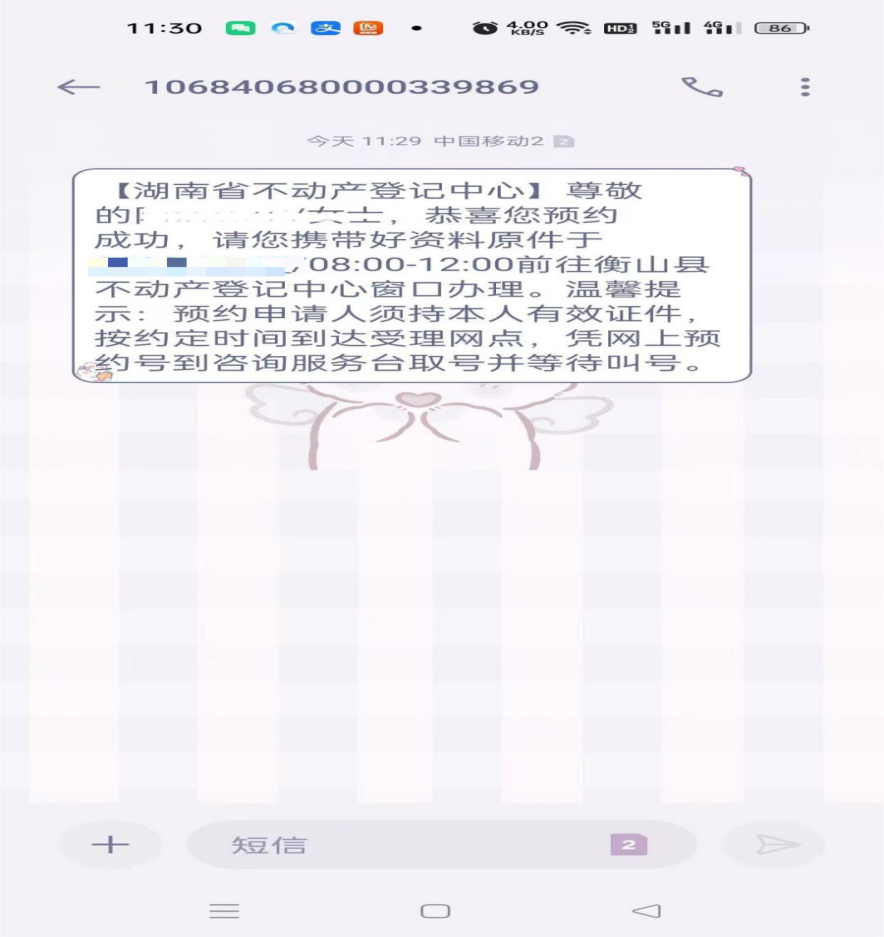 11:30
4.00 KB/S HD 5G 4G 86
106840680000339869
今天 11:29 中国移动2 2
【湖南省不动产登记中心】尊敬
的 女士，恭喜您预约
成功，请您携带好资料原件于
/08:00-12:00前往衡山县
不动产登记中心窗口办理。温馨提
示：预约申请人须持本人有效证件，
按约定时间到达受理网点，凭网上预
约号到咨询服务台取号并等待叫号。
短信 2